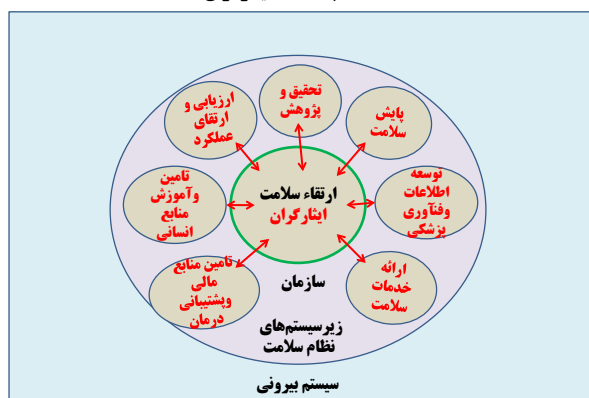 تحقیق و
پژوهش
ارزیابی و
ارتقای
عملکرد
پایش
سلامت
تامین
وآموزش
منابع
انسانی
ارتقاء سلامت
ایثارگران
توسعه
اطلاعات
وفنآوری
پزشکی
تامین منابع
مالی
وپشتیبانی
درمان
ارائه
خدمات
سلامت
سازمان
زیرسیستم‌های
نظام سلامت
سیستم بیرونی